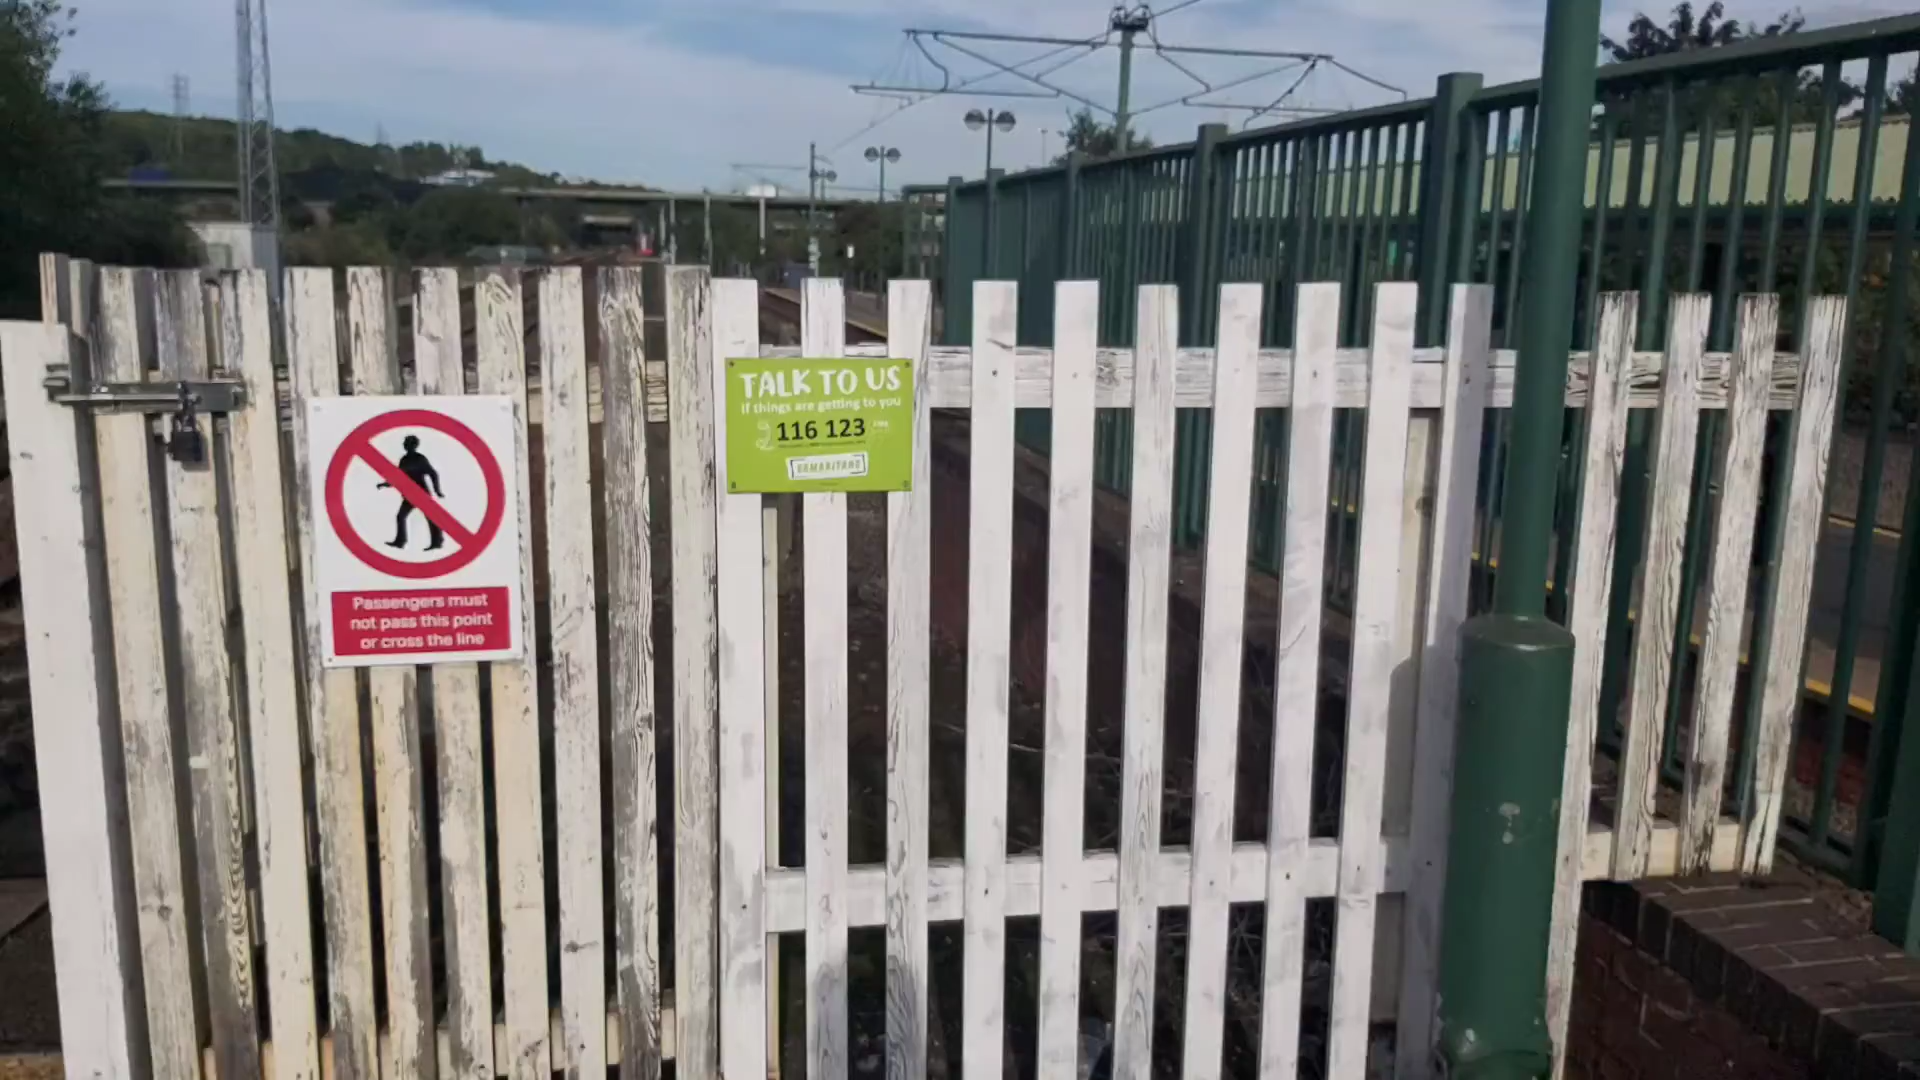 Passengers must
not pass this point
or cross the line
TALK TO US
If things are getting to you
116 123
SAMARITANS